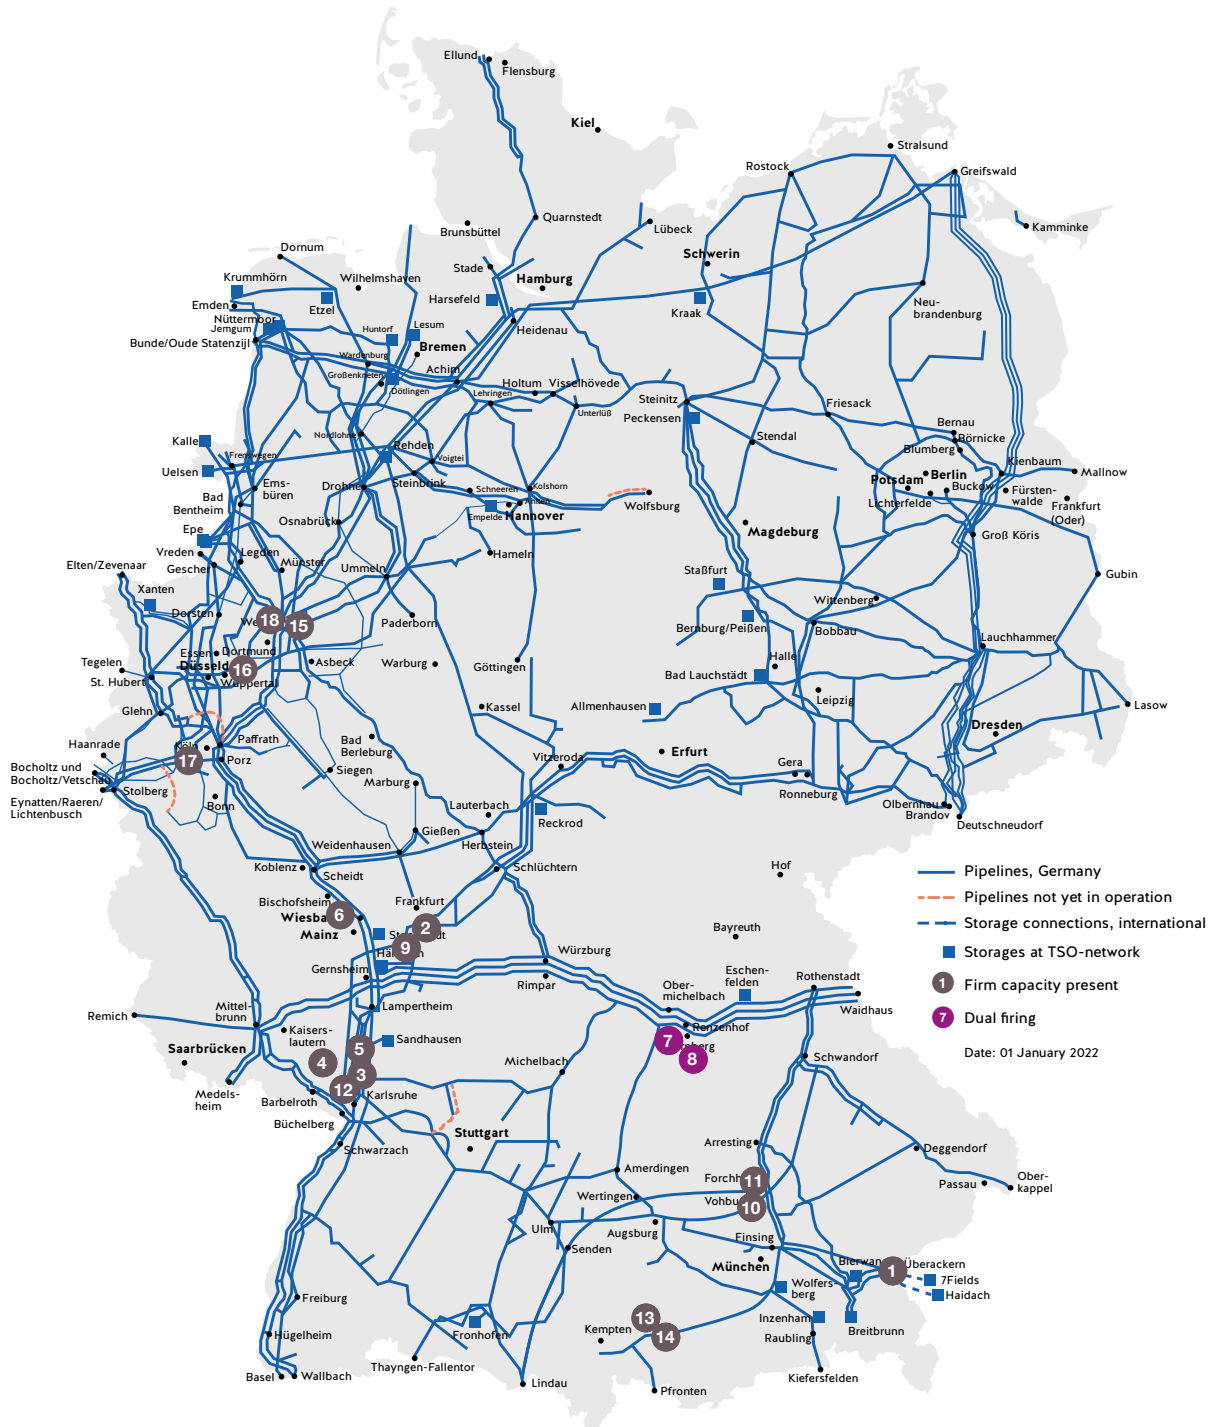 Ellund
Flensburg
Kiel
Stralsund
Rostock
Greifswald
Quarnstedt
Brunsbüttel
Lübeck
Kamminke
Dornum
Schwerin
Stade
Krummhörn
Wilhelmshaven
Hamburg
Emden
Etzel
Harsefeld
Kraak
Neu-
brandenburg
Nüttermoor
Jemgum
Huntorf
Lesum
Heidenau
Bunde/Oude Statenzijl
Bremen
Wardenburg
Großenkneten
Achim
Dötlingen
Lehringen
Holtum
Visselhövede
Unterlüß
Steinitz
Peckensen
Friesack
Bernau
Börnicke
Blumberg
Stendal
Nordlohne
Rehden
Kalle
Frenswegen
Voigtei
Uelsen
Kienbaum
Mallnow
Potsdam
Berlin
Buckow
Lichterfelde
Fürsten-
walde
Frankfurt
(Oder)
Ems-
büren
Drohne
Steinbrink
Schneeren
Kolshorn
Bad
Bentheim
Ahlten
Empelde
Hannover
Wolfsburg
Osnabrück
Magdeburg
Groß Köris
Epe
Vreden
Legden
Gescher
Münster
Ummeln
Hameln
Elten/Zevenaar
Gubin
Xanten
Staßfurt
Dorsten
We
18
15
Paderborn
Wittenberg
Bernburg/Peißen
Bobbau
Lauchhammer
Essen
Dortmund
Tegelen
Düsseld
16
Asbeck
Warburg
Göttingen
Halle
Bad Lauchstädt
St. Hubert
Wuppertal
Leipzig
Glehn
Kassel
Allmenhausen
Lasow
Dresden
Haanrade
Köln
Paffrath
Bad
Berleburg
Erfurt
17
Porz
Vitzeroda
Gera
Bocholtz und
Bocholtz/Vetschau
Siegen
Marburg
Stolberg
Ronneburg
Eynatten/Raeren/
Lichtenbusch
Bonn
Lauterbach
Reckrod
Olbernhau
Brandov
Deutschneudorf
Gießen
Weidenhausen
Herbstein
Koblenz
Scheidt
Schlüchtern
Hof
Pipelines, Germany
Bischofsheim
Frankfurt
Pipelines not yet in operation
Wiesba
6
2
Storage connections, international
Mainz
9
Bayreuth
Storages at TSO-network
Würzburg
Gernsheim
Rimpar
Eschen-
felden
Rothenstadt
1
Firm capacity present
Ober-
michelbach
Waidhaus
Mittel-
brunn
Lampertheim
7
Dual firing
Remich
Kaisers-
lautern
Renzenhof
Date: 01 January 2022
7
Sandhausen
Saarbrücken
4
5
8
Michelbach
Schwandorf
3
12
Medels-
heim
Barbelroth
Karlsruhe
Büchelberg
Stuttgart
Schwarzach
Arresting
Deggendorf
Amerdingen
Forchh
11
Passau
Ober-
kappel
Wertingen
Vohbu
10
Ulm
Augsburg
Finsing
Senden
München
Bierwan
1
Überackern
7Fields
Wolfers-
berg
Haidach
Freiburg
13
Inzenham
Hügelheim
Fronhofen
Kempten
14
Raubling
Breitbrunn
Basel
Wallbach
Thayngen-Fallentor
Lindau
Pfronten
Kiefersfelden